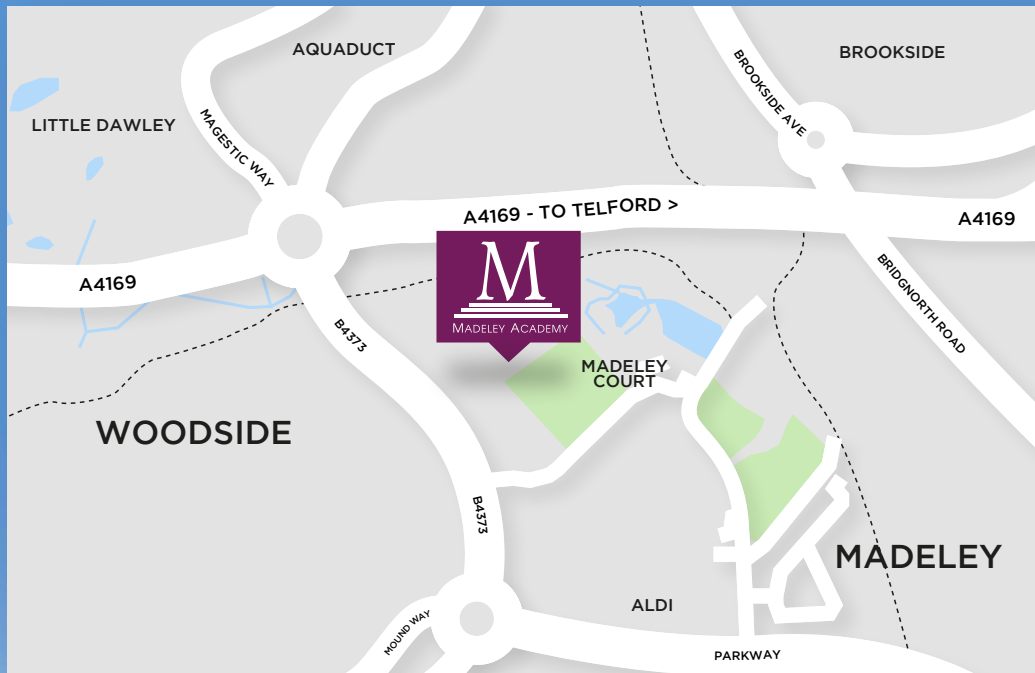 AQUADUCT
BROOKSIDE
BROOKSIDE AVE
LITTLE DAWLEY
MAGESTIC WAY
A4169 - TO TELFORD >
A4169
A4169
M
MADELEY ACADEMY
BRIDGNORTH ROAD
B4373
MADELEY
COURT
WOODSIDE
B4373
MADELEY
ALDI
MOUND WAY
PARKWAY